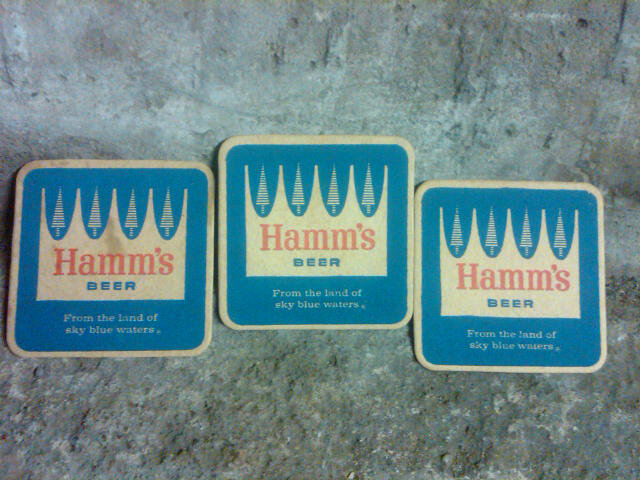 Hamm's
BEER
From the land of
sky blue waters®
Hamm's
BEER
From the land of
sky blue waters®
Hamm's
BEER
From the land of
sky blue waters®